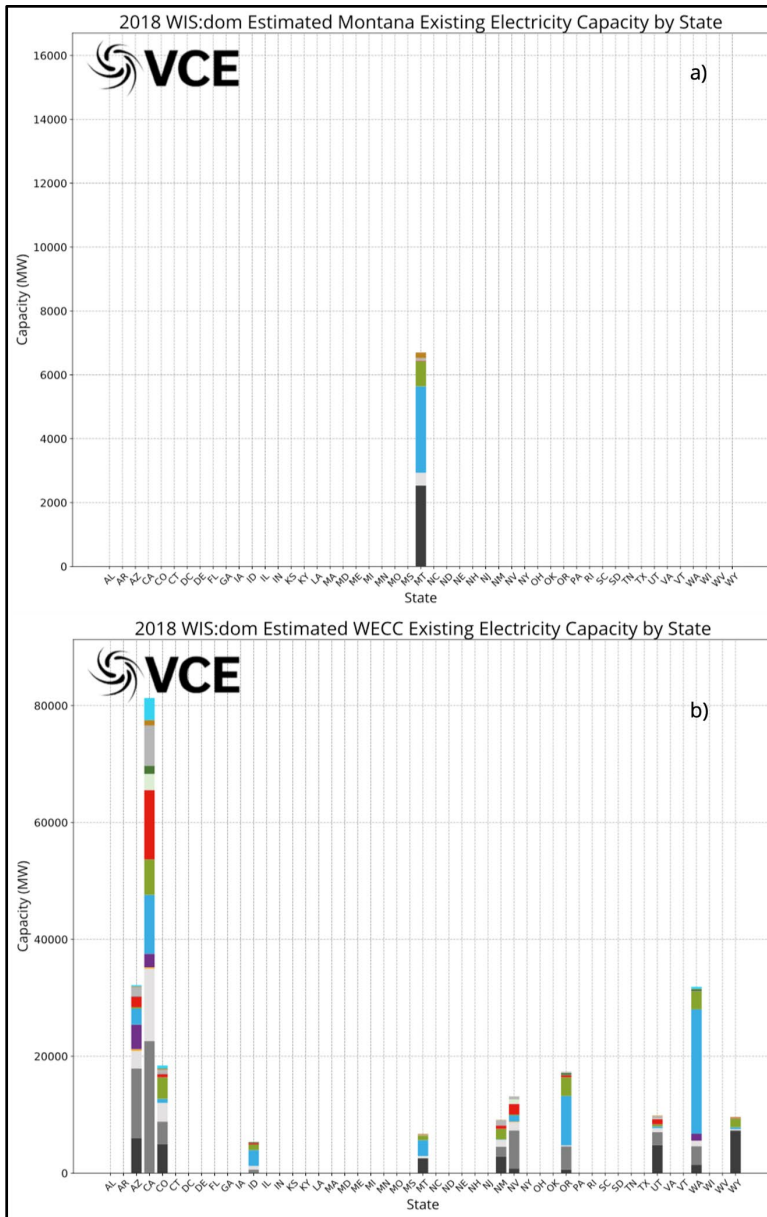 2018 WIS:dom Estimated Montana Existing Electricity Capacity by State
VCE
a)
16000
14000
12000
10000
8000
6000
4000
2000
0
Capacity (MW)
AL AR AZ CA CO CT DC DE FL GA IA ID IL IN KS KY LA MA MD ME MI MN MO MS MT NC ND NE NH NJ NM NV NY OH OK OR PA RI SC SD TN TX UT VA VT WA WI WV WY
State
2018 WIS:dom Estimated WECC Existing Electricity Capacity by State
VCE
b)
80000
60000
40000
20000
0
Capacity (MW)
AL AR AZ CA CO CT DC DE FL GA IA ID IL IN KS KY LA MA MD ME MI MN MO MS MT NC ND NE NH NJ NM NV NY OH OK OR PA RI SC SD TN TX UT VA VT WA WI WV WY
State